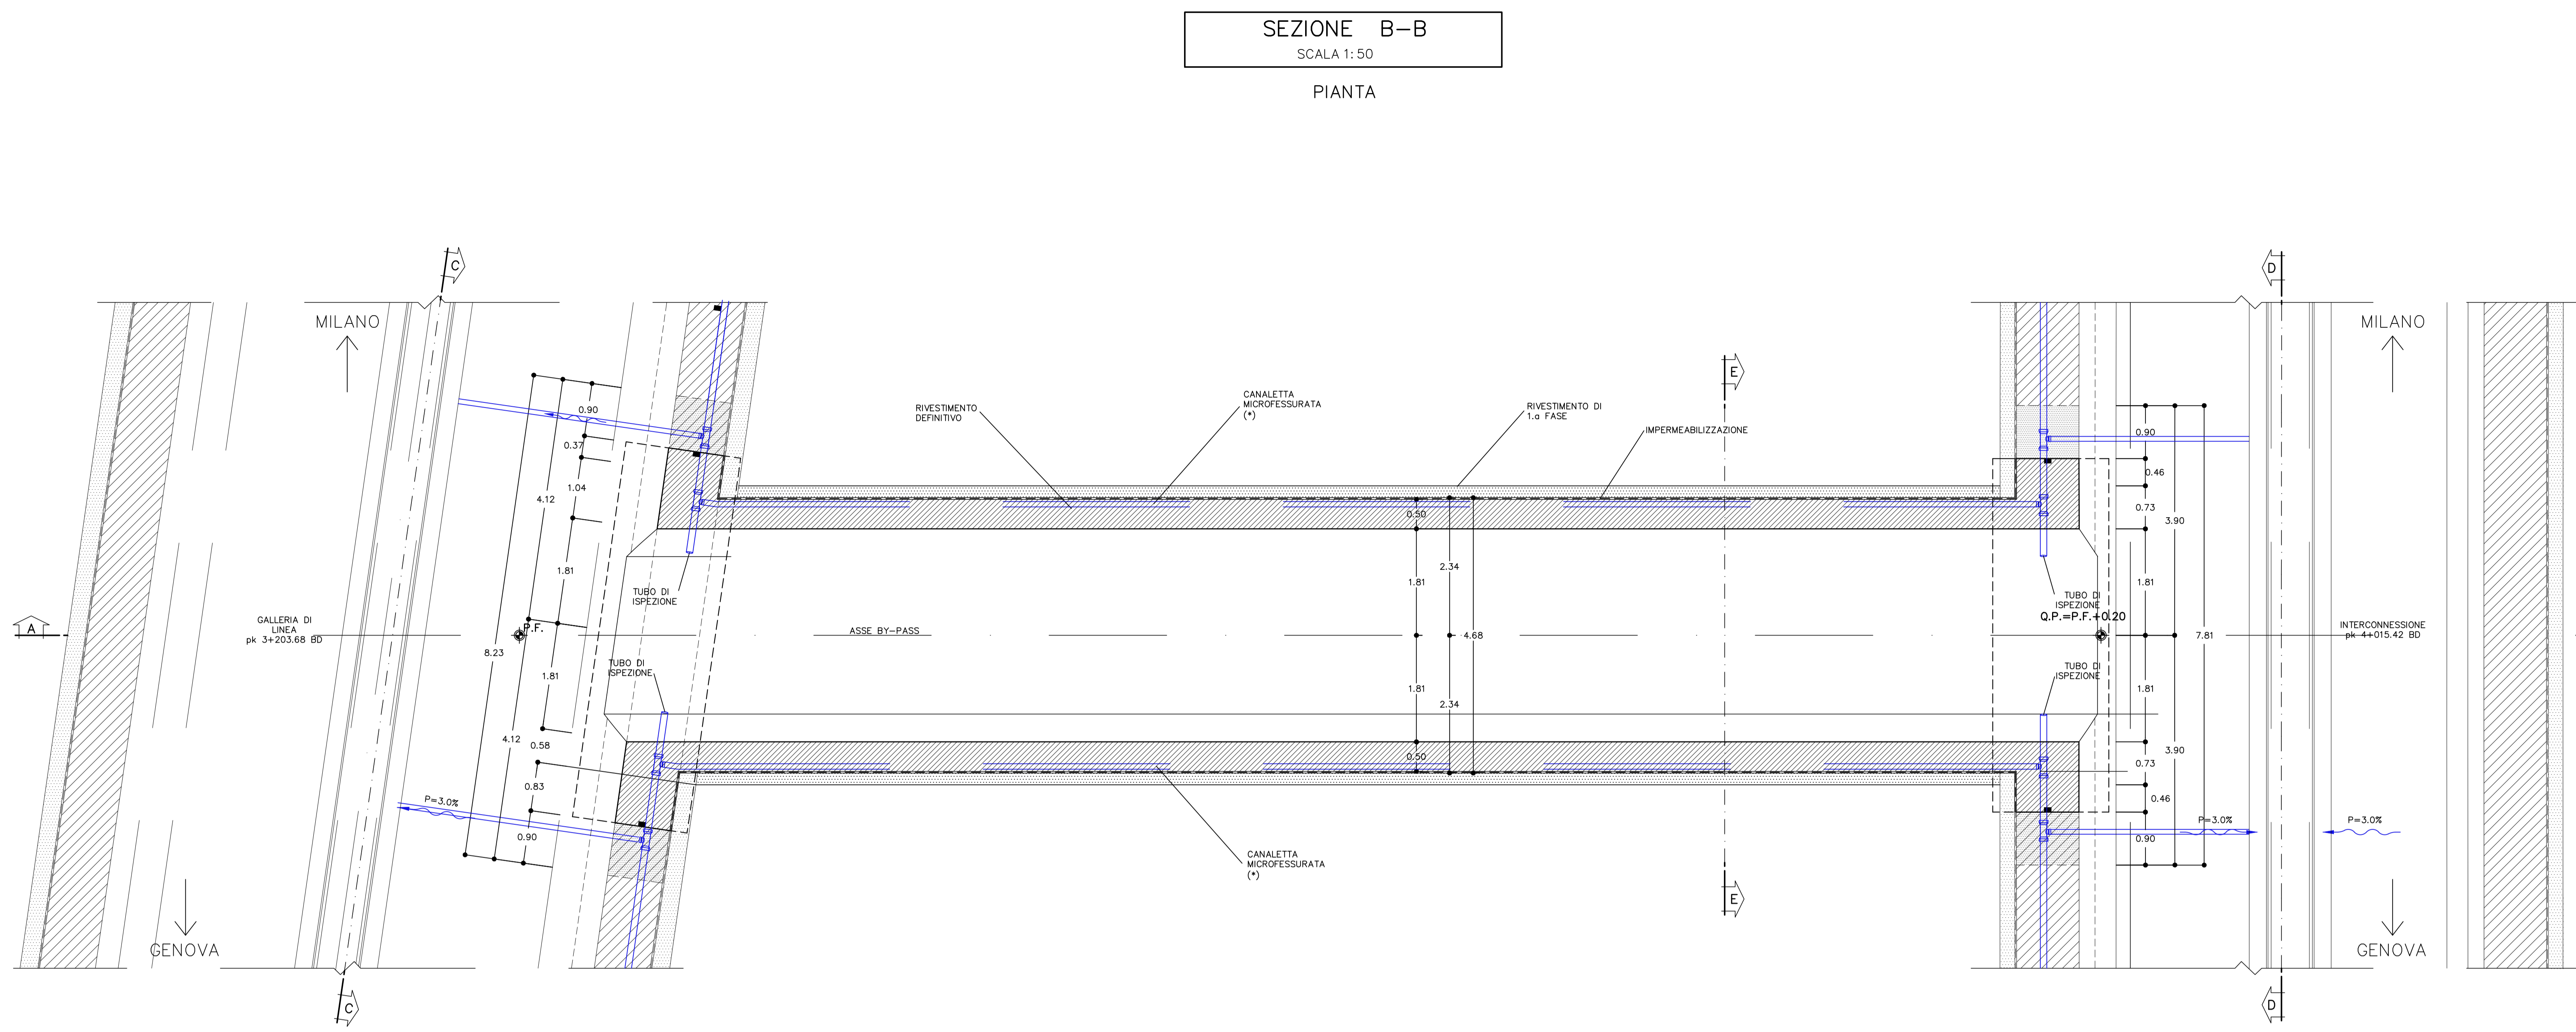 SEZIONE B-B
SCALA 1:50
PIANTA
C
D
MILANO
MILANO
E
0.90
0.37
1.04
4.12
1.81
8.23
1.81
4.12
0.58
0.83
0.90
RIVESTIMENTO
DEFINITIVO
CANALETTA
MICROFESSURATA
(*)
RIVESTIMENTO DI
1.a FASE
IMPERMEABILIZZAZIONE
0.90
0.46
0.73
3.90
1.81
7.81
0.50
2.34
1.81
4.68
1.81
2.34
0.50
TUBO DI
ISPEZIONE
TUBO DI
ISPEZIONE
Q.P.=P.F.+0.20
A
GALLERIA DI
LINEA
pk 3+203.68 BD
P.F.
ASSE BY-PASS
INTERCONNESSIONE
pk 4+015.42 BD
TUBO DI
ISPEZIONE
TUBO DI
ISPEZIONE
1.81
3.90
0.73
0.46
0.90
P=3.0%
P=3.0%
P=3.0%
CANALETTA
MICROFESSURATA
(*)
E
GENOVA
GENOVA
C
D